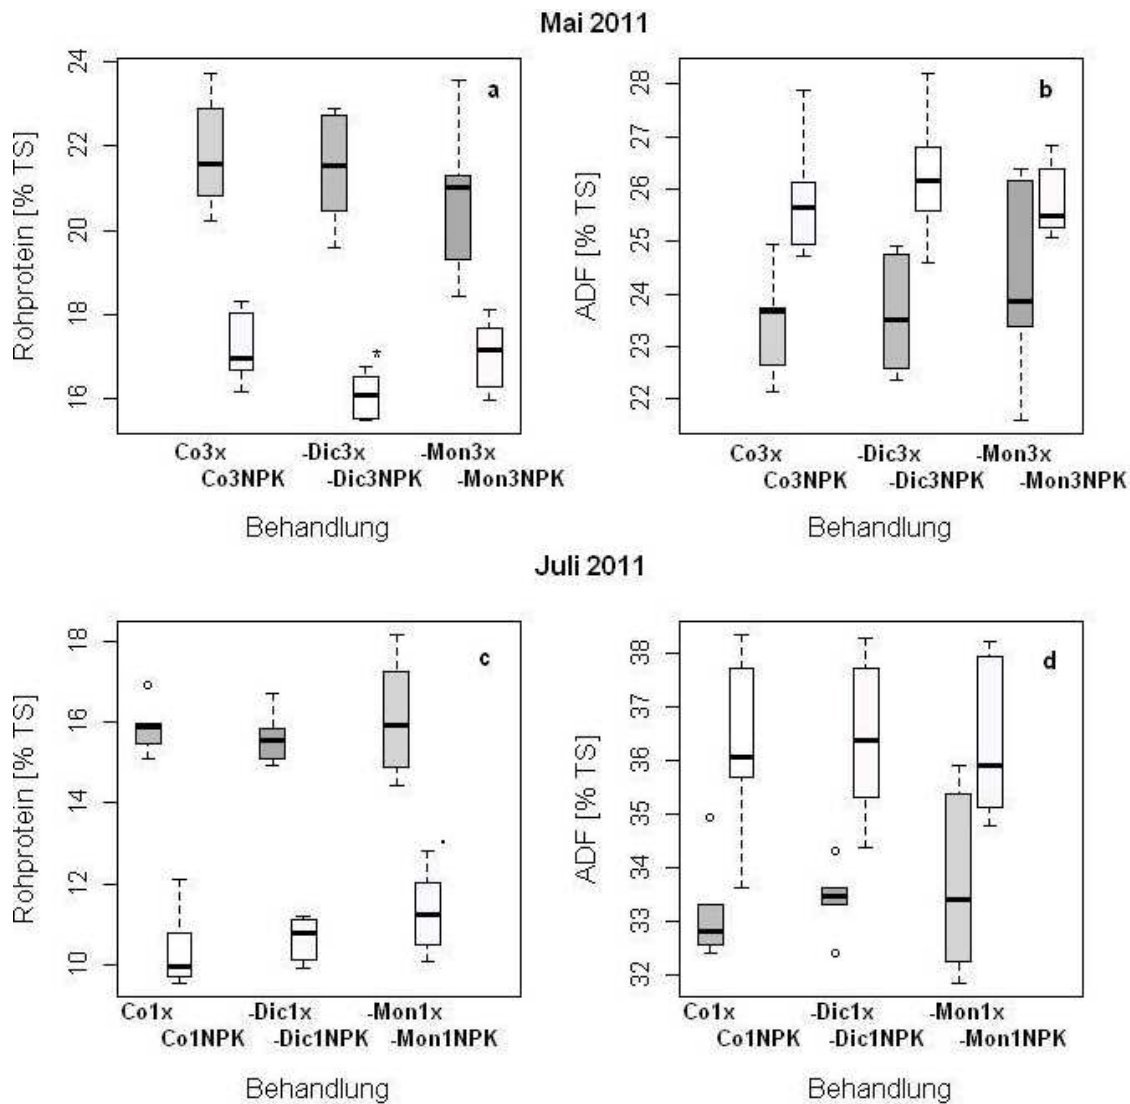 Mai 2011
a
Rohprotein [% TS]
24
22
20
18
16
*
Co3x -Dic3x -Mon3x
Co3NPK -Dic3NPK -Mon3NPK
Behandlung
b
ADF [% TS]
28
27
26
25
24
23
22
Co3x -Dic3x -Mon3x
Co3NPK -Dic3NPK -Mon3NPK
Behandlung
Juli 2011
c
Rohprotein [% TS]
18
16
14
12
10
.
Co1x -Dic1x -Mon1x
Co1NPK -Dic1NPK -Mon1NPK
Behandlung
d
ADF [% TS]
38
37
36
35
34
33
32
Co1x -Dic1x -Mon1x
Co1NPK -Dic1NPK -Mon1NPK
Behandlung